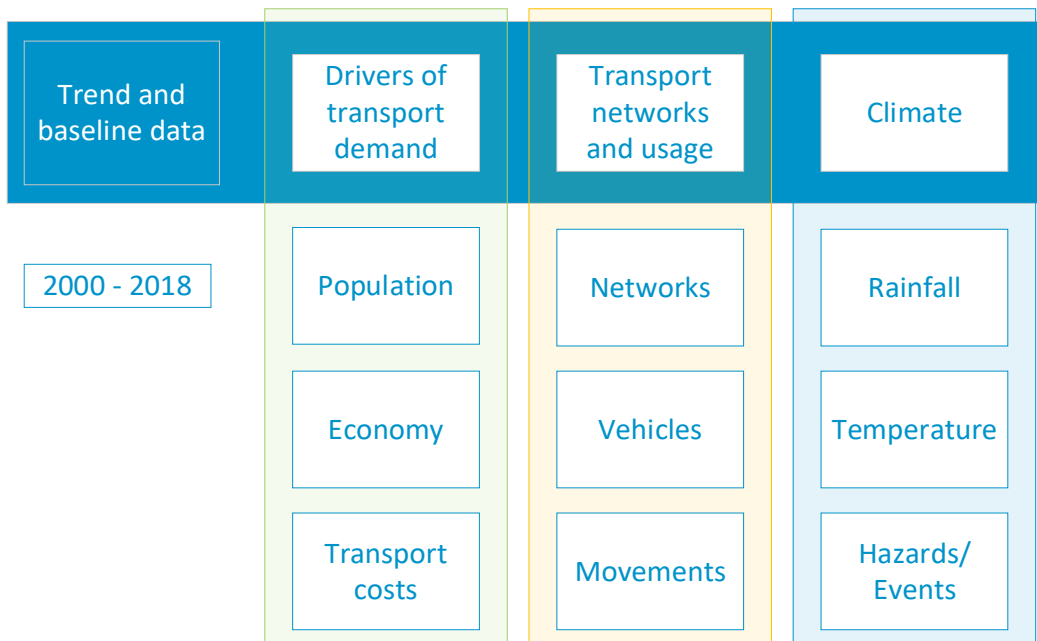 Trend and
baseline data
Drivers of
transport
demand
Transport
networks
and usage
Climate
2000 - 2018
Population
Networks
Rainfall
Economy
Vehicles
Temperature
Transport
costs
Movements
Hazards/
Events